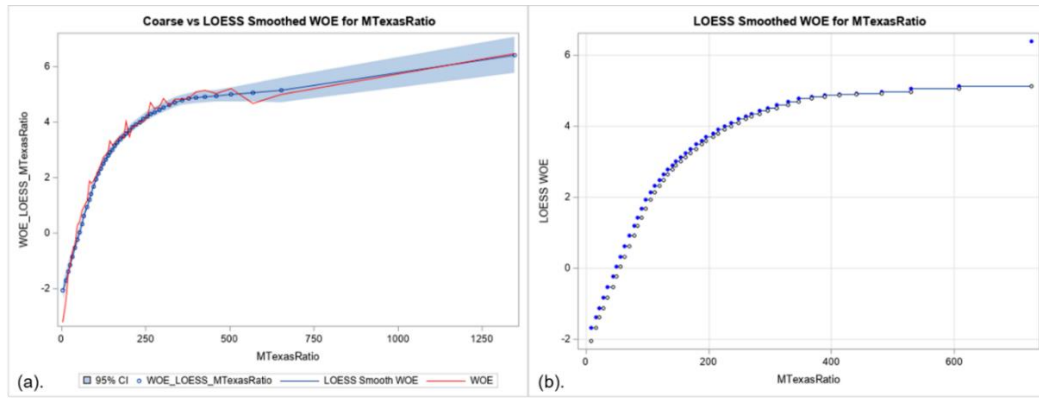 Coarse vs LOESS Smoothed WOE for MTexasRatio
WOE_LOESS_MTexasRatio
6
4
2
0
-2
0 250 500 750 1000 1250
MTexasRatio
95% CI WOE_LOESS_MTexasRatio LOESS Smooth WOE WOE
(a).
LOESS Smoothed WOE for MTexasRatio
LOESS WOE
6
4
2
0
-2
0 200 400 600
MTexasRatio
(b).